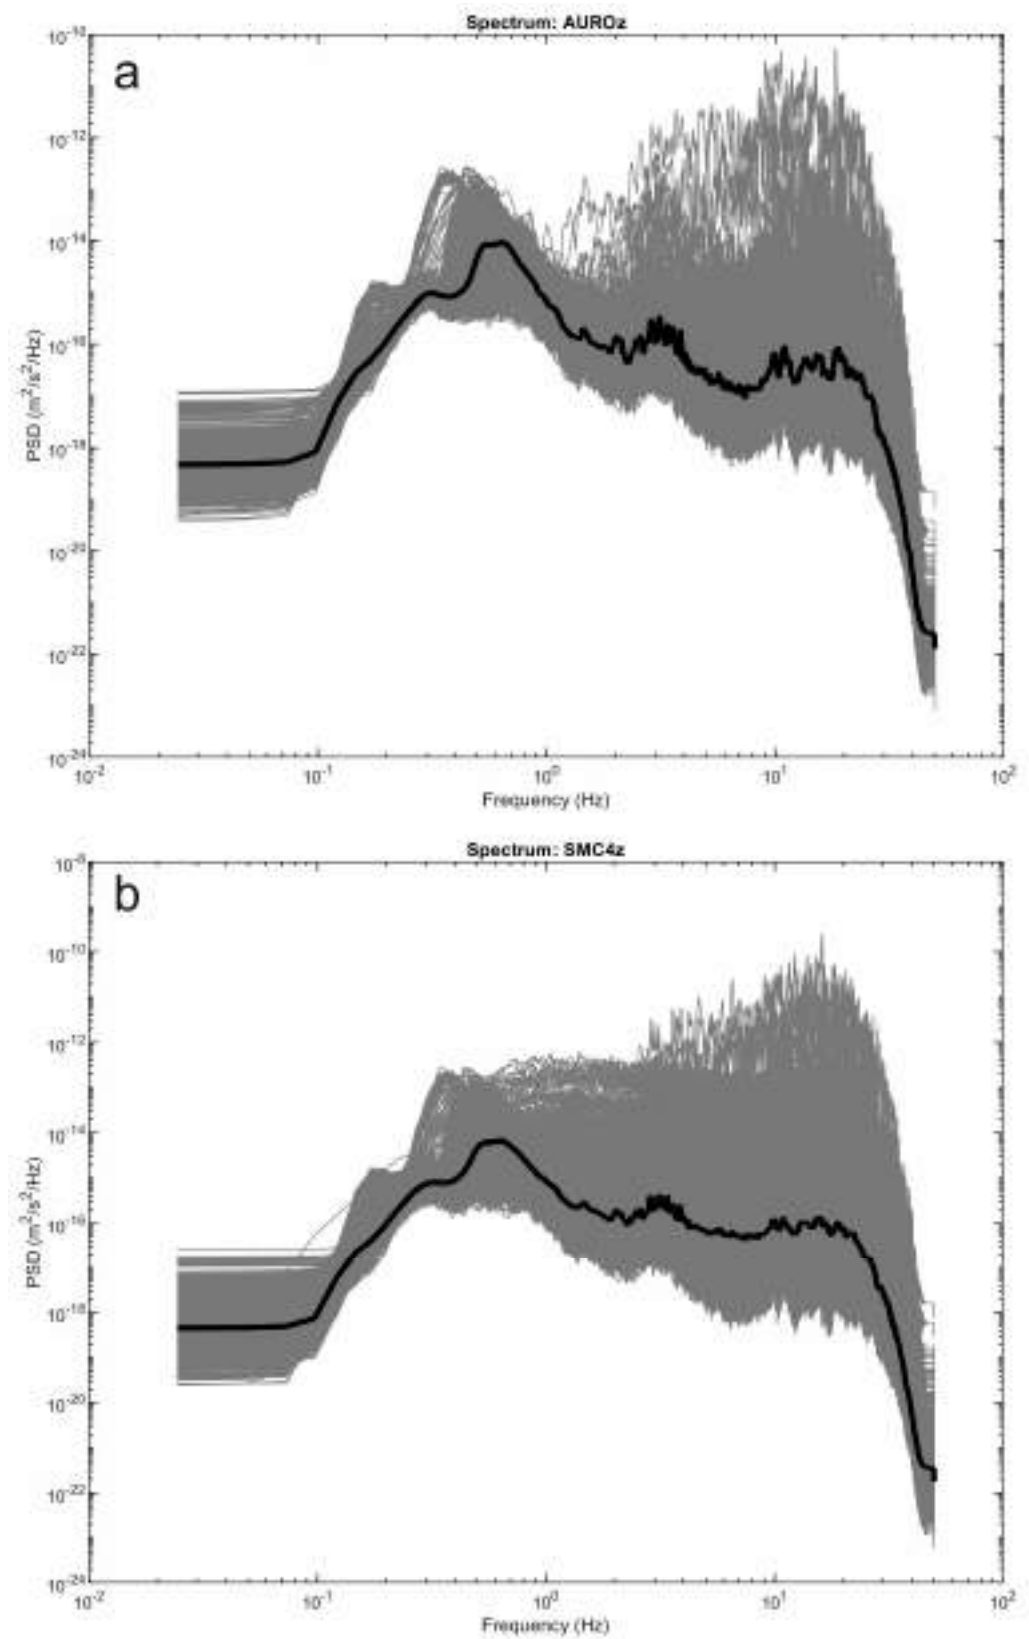 Spectrum: AUROz
a
10⁻¹⁰
10⁻¹²
10⁻¹⁴
10⁻¹⁶
10⁻¹⁸
10⁻²⁰
10⁻²²
10⁻²⁴
PSD (m²/s²/Hz)
10⁻² 10⁻¹ 10⁰ 10¹ 10²
Frequency (Hz)
Spectrum: SMC4z
b
10⁻⁸
10⁻¹⁰
10⁻¹²
10⁻¹⁴
10⁻¹⁶
10⁻¹⁸
10⁻²⁰
10⁻²²
10⁻²⁴
PSD (m²/s²/Hz)
10⁻² 10⁻¹ 10⁰ 10¹ 10²
Frequency (Hz)